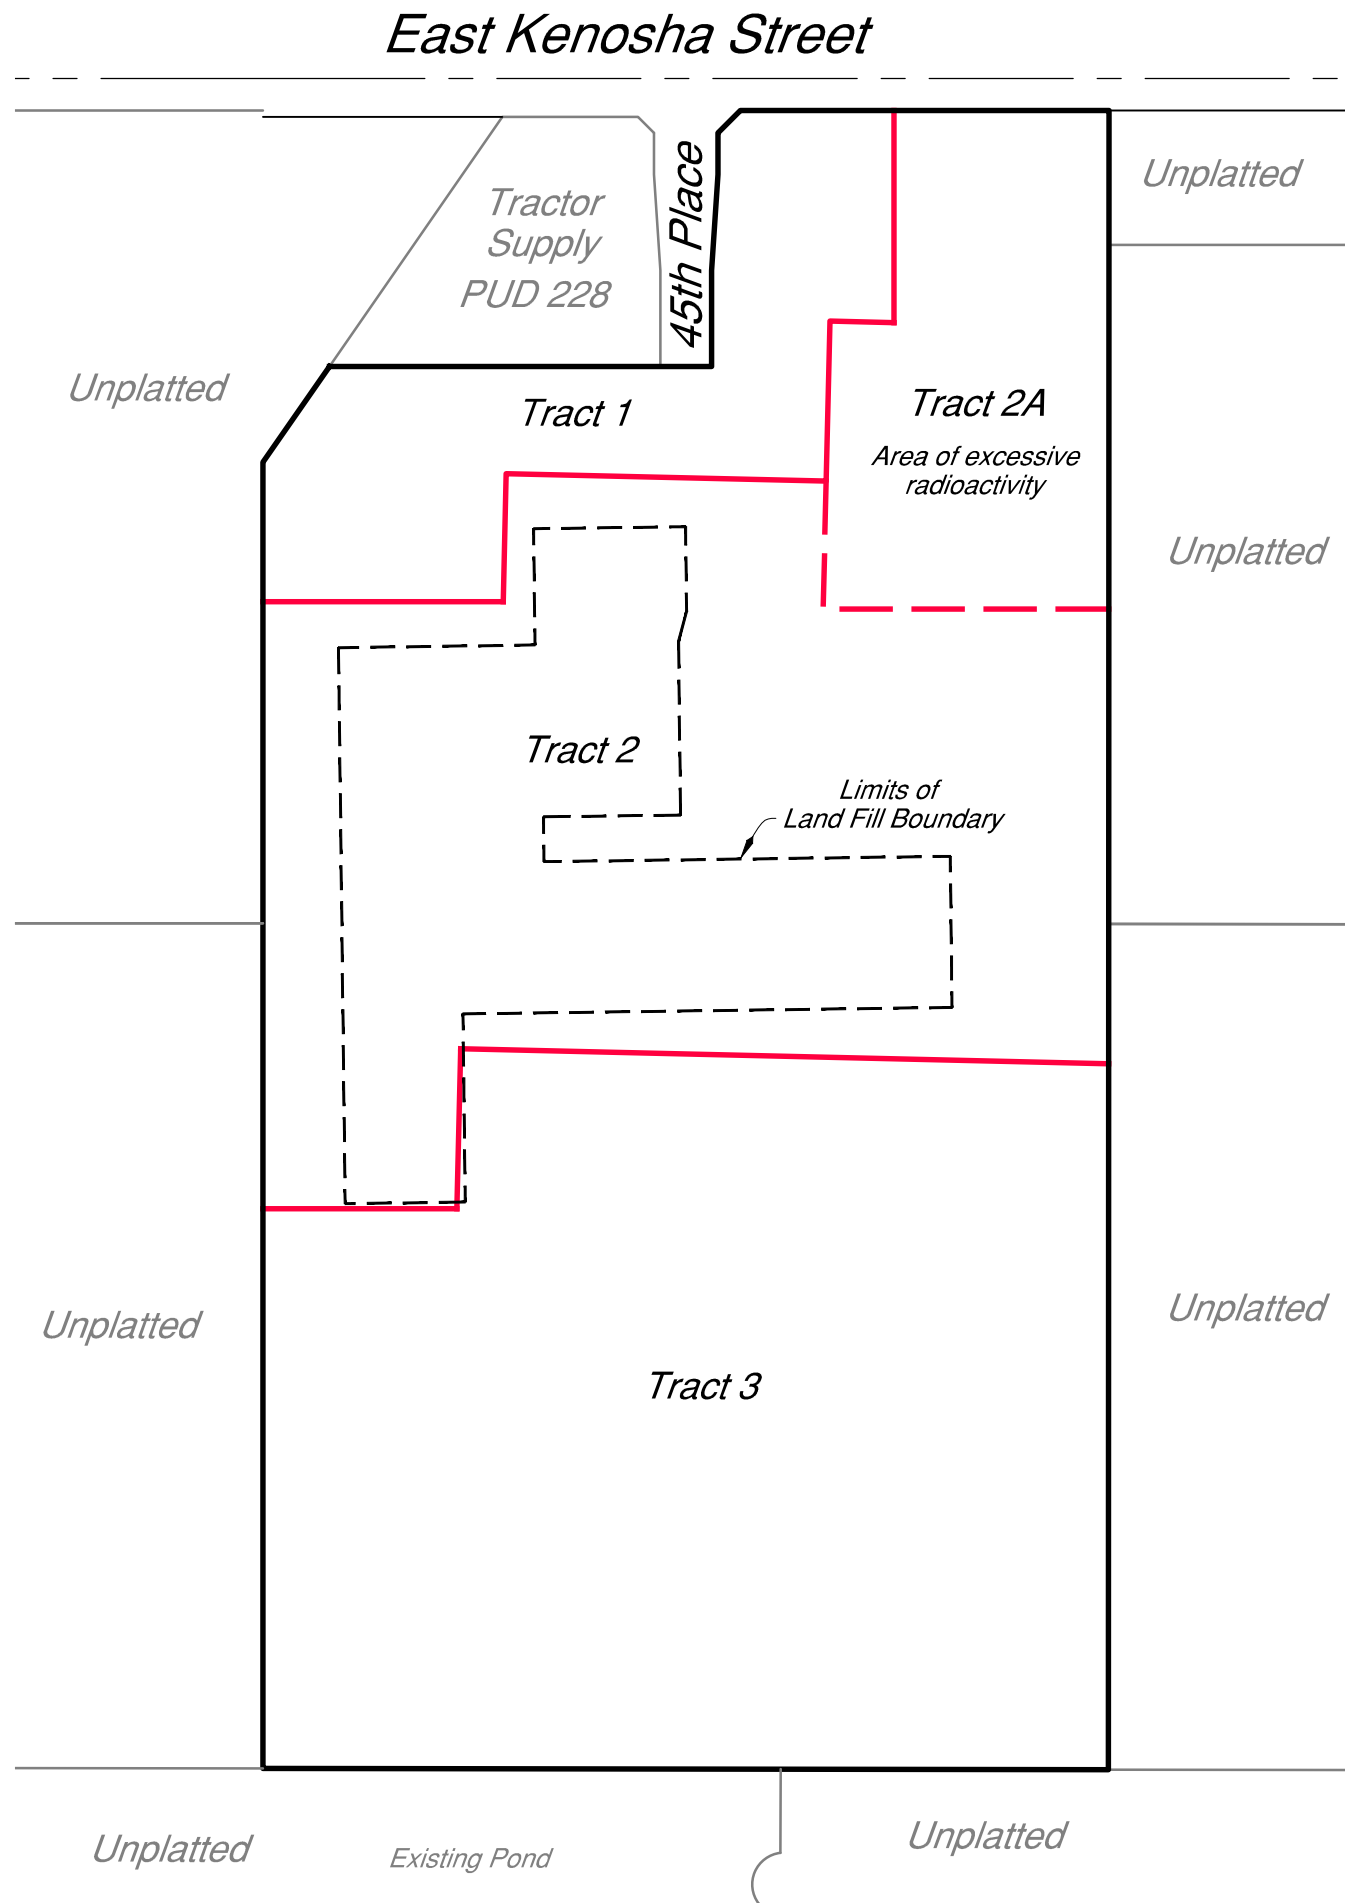 East Kenosha Street
Unplatted
Tractor
Supply
PUD 228
45th Place
Unplatted
Tract 1
Tract 2A
Area of excessive
radioactivity
Unplatted
Tract 2
Limits of
Land Fill Boundary
Unplatted
Unplatted
Tract 3
Unplatted
Existing Pond
Unplatted